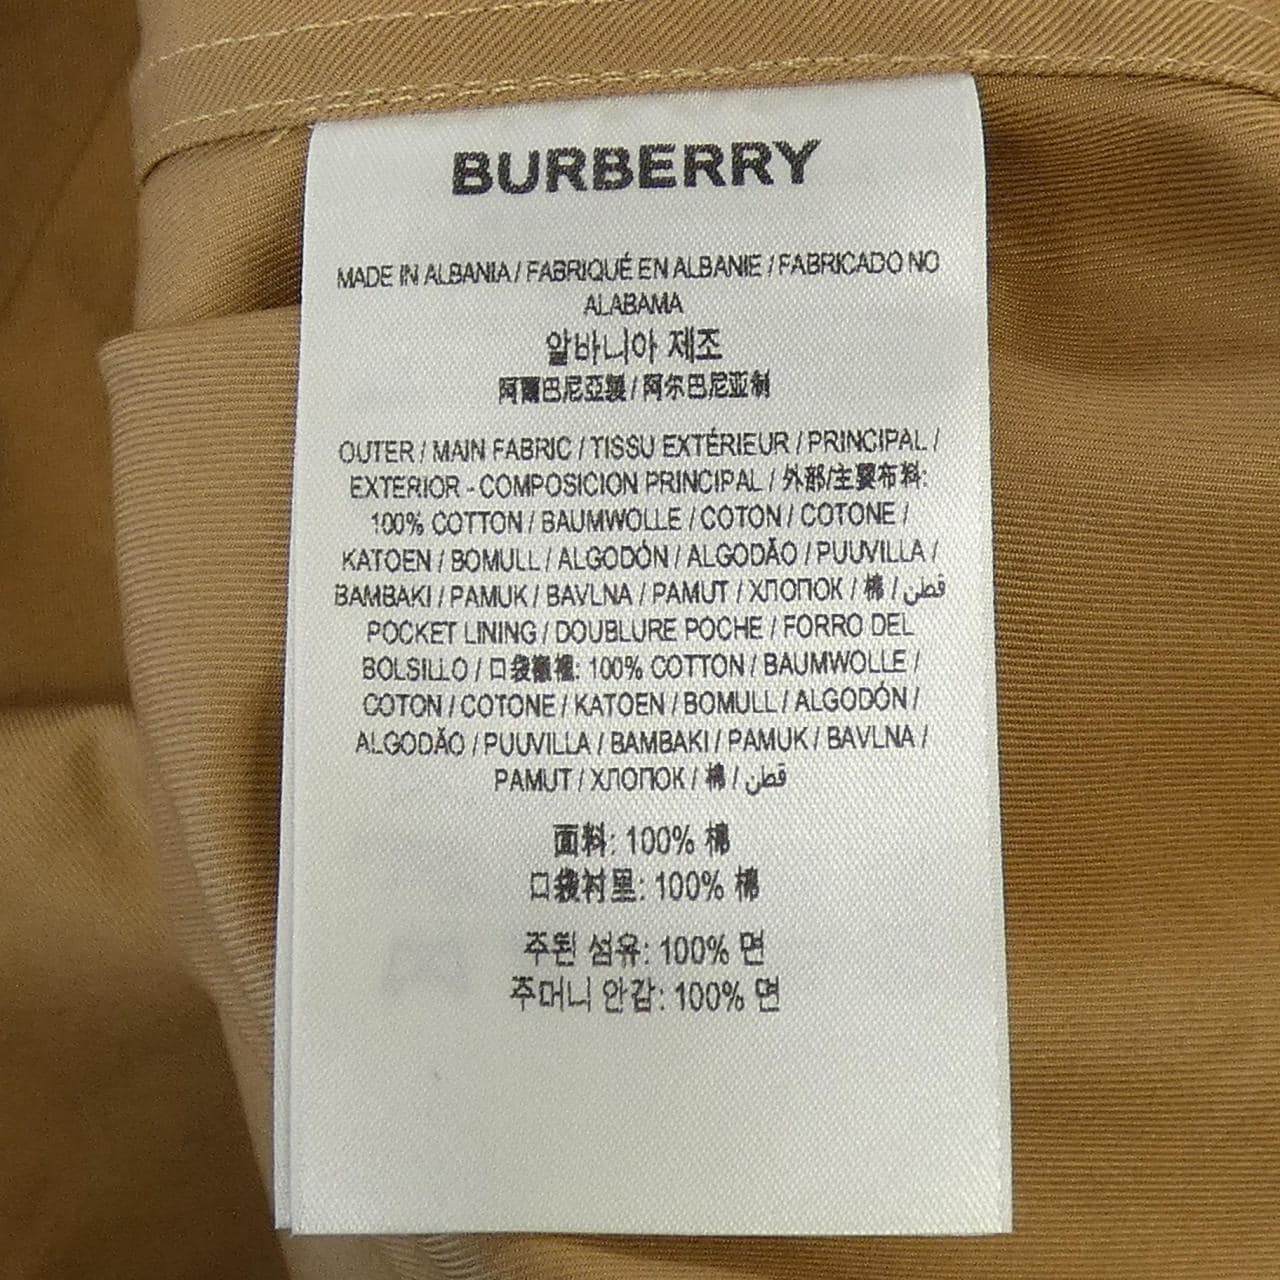 BURBERRY
MADE IN ALBANIA / FABRIQUÉ EN ALBANIE / FABRICADO NO
ALABAMA
알바니아 제조
阿爾巴尼亞製 / 阿尔巴尼亚制
OUTER / MAIN FABRIC / TISSU EXTÉRIEUR / PRINCIPAL /
EXTERIOR - COMPOSICION PRINCIPAL / 外部/主要布料:
100% COTTON / BAUMWOLLE / COTON / COTONE /
KATOEN / BOMULL / ALGODÓN / ALGODÃO / PUUVILLA /
BAMBAKI / PAMUK / BAVLNA / PAMUT / ХЛОПОК / 棉 / قطن
POCKET LINING / DOUBLURE POCHE / FORRO DEL
BOLSILLO / 口袋襯裡: 100% COTTON / BAUMWOLLE /
COTON / COTONE / KATOEN / BOMULL / ALGODÓN /
ALGODÃO / PUUVILLA / BAMBAKI / PAMUK / BAVLNA /
PAMUT / ХЛОПОК / 棉 / قطن
面料: 100% 棉
口袋衬里: 100% 棉
주된 섬유: 100% 면
주머니 안감: 100% 면